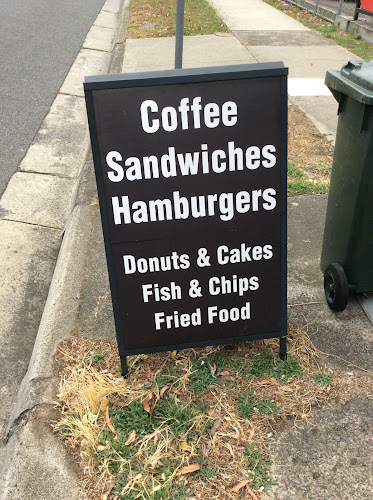 Coffee
Sandwiches
Hamburgers
Donuts & Cakes
Fish & Chips
Fried Food